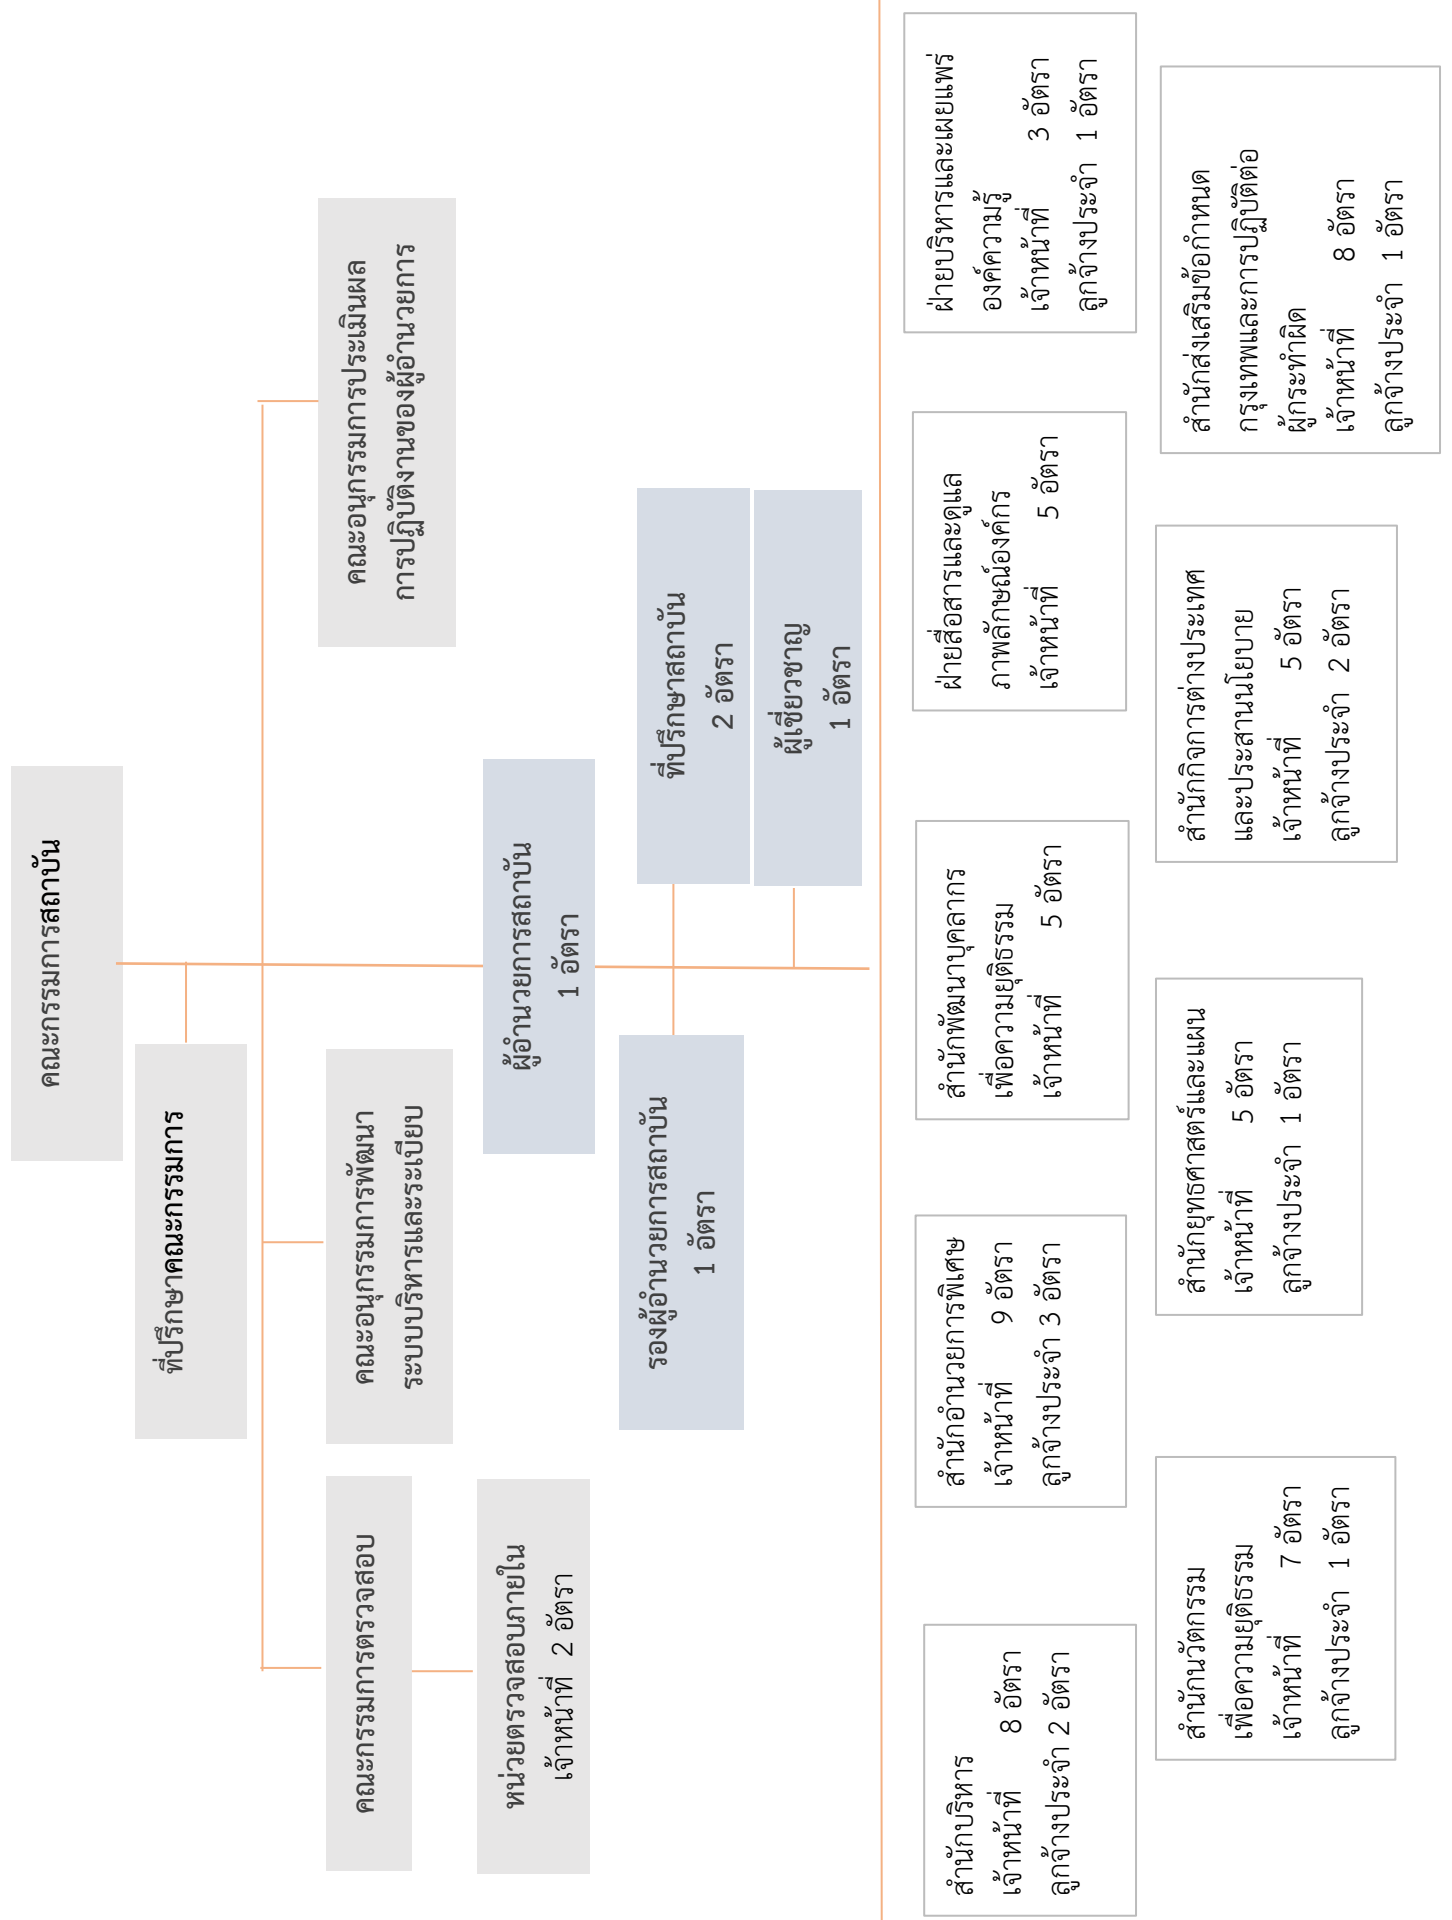 คณะกรรมการสถาบัน
ที่ปรึกษาคณะกรรมการ
คณะกรรมการตรวจสอบ
คณะอนุกรรมการพัฒนา
ระบบบริหารและระเบียบ
คณะอนุกรรมการประเมินผล
การปฏิบัติงานของผู้อำนวยการ
หน่วยตรวจสอบภายใน
เจ้าหน้าที่ 2 อัตรา
ผู้อำนวยการสถาบัน
1 อัตรา
รองผู้อำนวยการสถาบัน
1 อัตรา
ที่ปรึกษาสถาบัน
2 อัตรา
ผู้เชี่ยวชาญ
1 อัตรา
สำนักบริหาร
เจ้าหน้าที่ 8 อัตรา
ลูกจ้างประจำ 2 อัตรา
สำนักอำนวยการพิเศษ
เจ้าหน้าที่ 9 อัตรา
ลูกจ้างประจำ 3 อัตรา
สำนักพัฒนาบุคลากร
เพื่อความยุติธรรม
เจ้าหน้าที่ 5 อัตรา
ฝ่ายสื่อสารและดูแล
ภาพลักษณ์องค์กร
เจ้าหน้าที่ 5 อัตรา
ฝ่ายบริหารและเผยแพร่
องค์ความรู้
เจ้าหน้าที่ 3 อัตรา
ลูกจ้างประจำ 1 อัตรา
สำนักนวัตกรรม
เพื่อความยุติธรรม
เจ้าหน้าที่ 7 อัตรา
ลูกจ้างประจำ 1 อัตรา
สำนักยุทธศาสตร์และแผน
เจ้าหน้าที่ 5 อัตรา
ลูกจ้างประจำ 1 อัตรา
สำนักกิจการต่างประเทศ
และประสานนโยบาย
เจ้าหน้าที่ 5 อัตรา
ลูกจ้างประจำ 2 อัตรา
สำนักส่งเสริมข้อกำหนด
กรุงเทพและการปฏิบัติต่อ
ผู้กระทำผิด
เจ้าหน้าที่ 8 อัตรา
ลูกจ้างประจำ 1 อัตรา